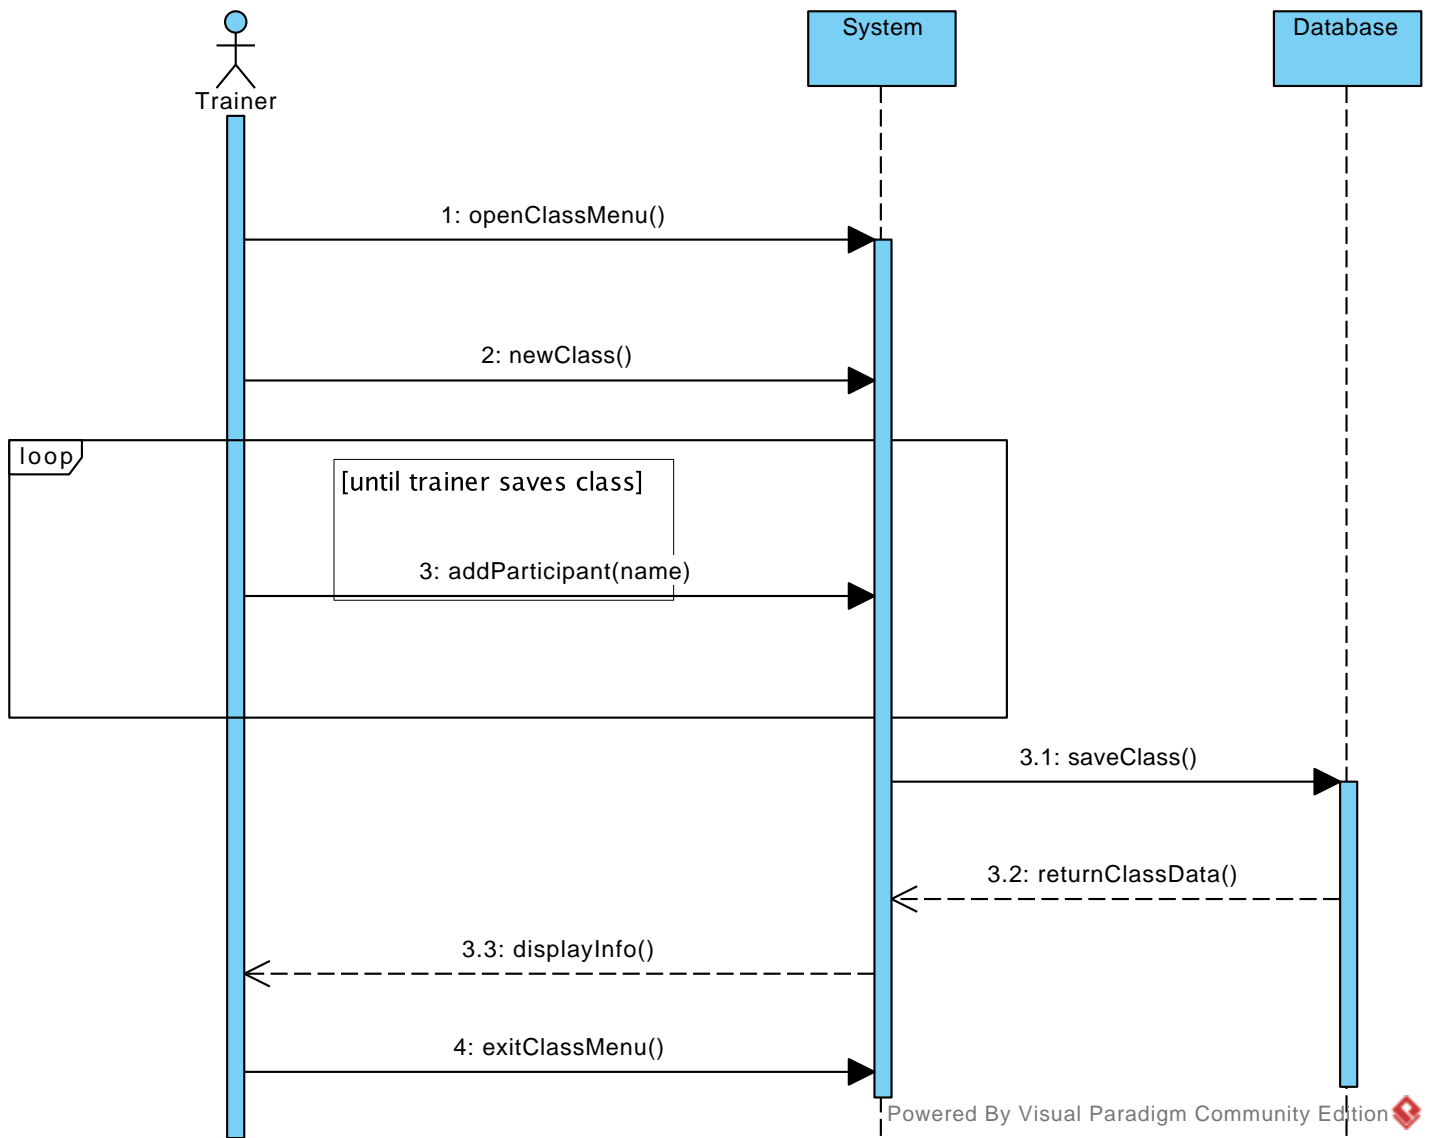 Trainer
System
Database
1: openClassMenu()
2: newClass()
loop
[until trainer saves class]
3: addParticipant(name)
3.1: saveClass()
3.2: returnClassData()
3.3: displayInfo()
4: exitClassMenu()
Powered By Visual Paradigm Community Edition